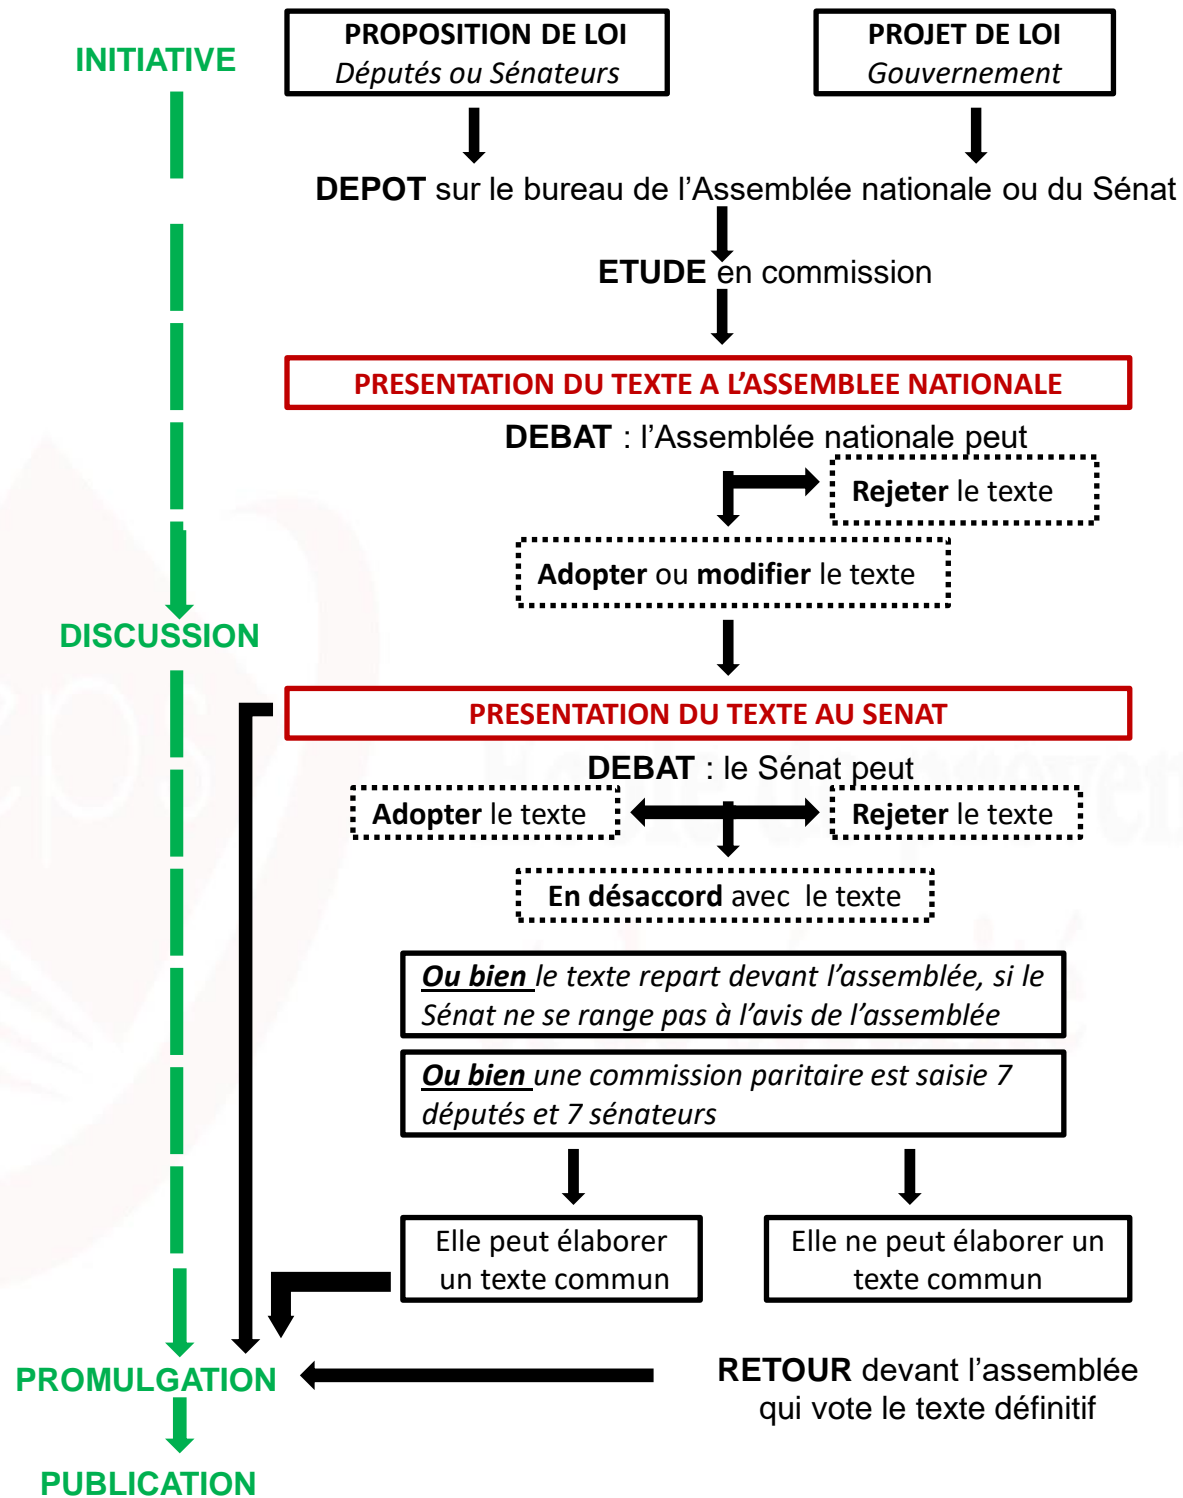 INITIATIVE
PROPOSITION DE LOI
Députés ou Sénateurs
PROJET DE LOI
Gouvernement
DEPOT sur le bureau de l’Assemblée nationale ou du Sénat
ETUDE en commission
PRESENTATION DU TEXTE A L’ASSEMBLEE NATIONALE
DEBAT : l’Assemblée nationale peut
Rejeter le texte
Adopter ou modifier le texte
DISCUSSION
PRESENTATION DU TEXTE AU SENAT
DEBAT : le Sénat peut
Adopter le texte
Rejeter le texte
En désaccord avec le texte
Ou bien le texte repart devant l’assemblée, si le
Sénat ne se range pas à l’avis de l’assemblée
Ou bien une commission paritaire est saisie 7
députés et 7 sénateurs
Elle peut élaborer
un texte commun
Elle ne peut élaborer un
texte commun
PROMULGATION
RETOUR devant l’assemblée
qui vote le texte définitif
PUBLICATION